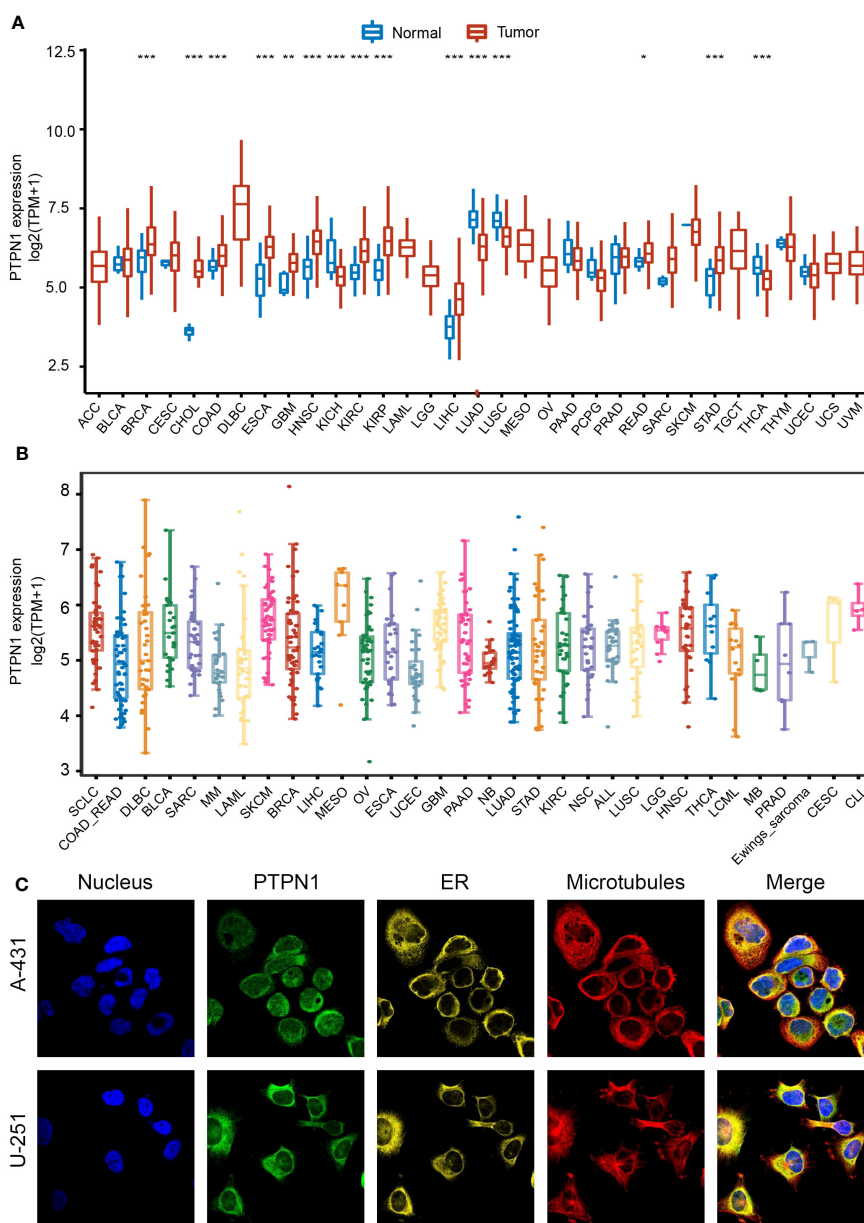 A
Normal Tumor
*** *** *** *** ** *** *** *** *** *** *** *** * *** ***
PTPN1 expression
log2(TPM+1)
12.5
10.0
7.5
5.0
2.5
ACC BLCA BRCA CESC CHOL COAD DLBC ESCA GBM HNSC KICH KIRC KIRP LAML LGG LIHC LUAD LUSC MESO OV PAAD PCPG PRAD READ SARC SKCM STAD TGCT THCA THYM UCEC UCS UVM
B
PTPN1 expression
log2(TPM+1)
8
7
6
5
4
3
SCLC COAD_READ DLBC BLCA SARC MM LAML SKCM BRCA LIHC MESO OV ESCA UCEC GBM PAAD NB LUAD STAD KIRC NSC ALL LUSC LGG HNSC THCA LCML MB PRAD Ewings_sarcoma CESC
C
Nucleus PTPN1 ER Microtubules Merge
A-431
U-251